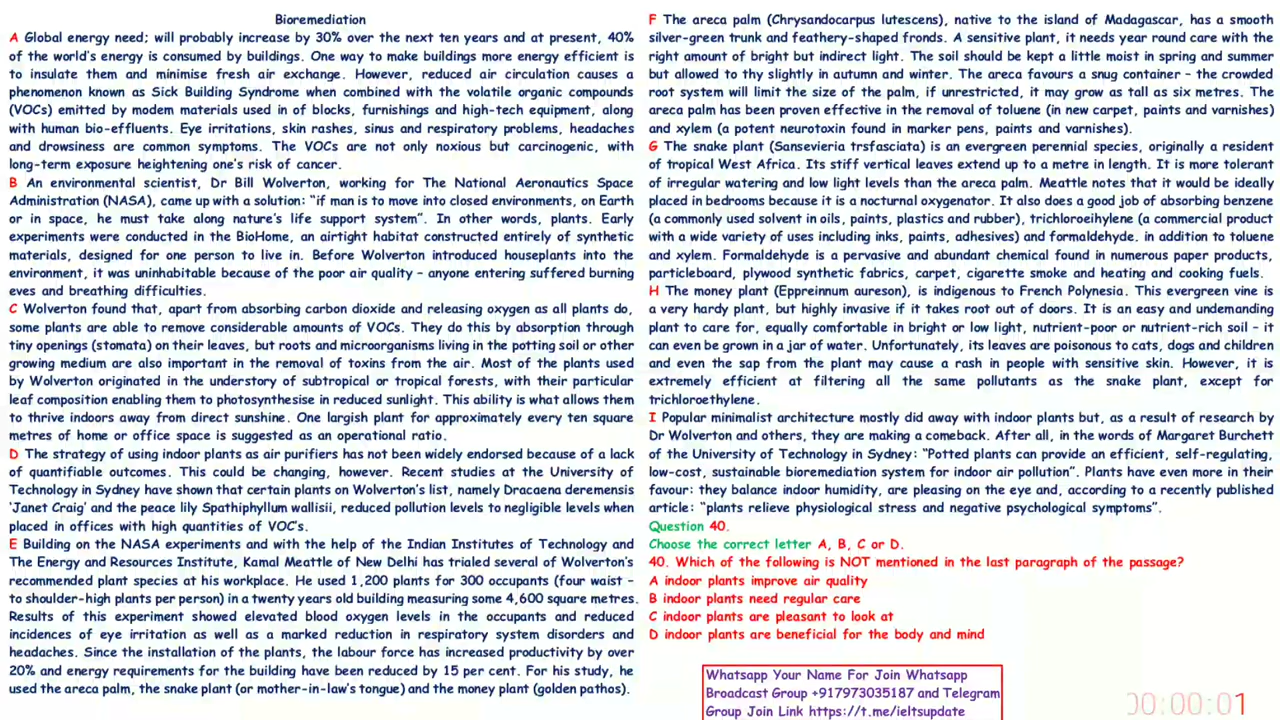 Bioremediation
A Global energy need; will probably increase by 30% over the next ten years and at present, 40%
of the world's energy is consumed by buildings. One way to make buildings more energy efficient is
to insulate them and minimise fresh air exchange. However, reduced air circulation causes a
phenomenon known as Sick Building Syndrome when combined with the volatile organic compounds
(VOCs) emitted by modem materials used in of blocks, furnishings and high-tech equipment, along
with human bio-effluents. Eye irritations, skin rashes, sinus and respiratory problems, headaches
and drowsiness are common symptoms. The VOCs are not only noxious but carcinogenic, with
long-term exposure heightening one's risk of cancer.
B An environmental scientist, Dr Bill Wolverton, working for The National Aeronautics Space
Administration (NASA), came up with a solution: "if man is to move into closed environments, on Earth
or in space, he must take along nature's life support system". In other words, plants. Early
experiments were conducted in the BioHome, an airtight habitat constructed entirely of synthetic
materials, designed for one person to live in. Before Wolverton introduced houseplants into the
environment, it was uninhabitable because of the poor air quality – anyone entering suffered burning
eves and breathing difficulties.
C Wolverton found that, apart from absorbing carbon dioxide and releasing oxygen as all plants do,
some plants are able to remove considerable amounts of VOCs. They do this by absorption through
tiny openings (stomata) on their leaves, but roots and microorganisms living in the potting soil or other
growing medium are also important in the removal of toxins from the air. Most of the plants used
by Wolverton originated in the understory of subtropical or tropical forests, with their particular
leaf composition enabling them to photosynthesise in reduced sunlight. This ability is what allows them
to thrive indoors away from direct sunshine. One largish plant for approximately every ten square
metres of home or office space is suggested as an operational ratio.
D The strategy of using indoor plants as air purifiers has not been widely endorsed because of a lack
of quantifiable outcomes. This could be changing, however. Recent studies at the University of
Technology in Sydney have shown that certain plants on Wolverton's list, namely Dracaena deremensis
'Janet Craig' and the peace lily Spathiphyllum wallisii, reduced pollution levels to negligible levels when
placed in offices with high quantities of VOC's.
E Building on the NASA experiments and with the help of the Indian Institutes of Technology and
The Energy and Resources Institute, Kamal Meattle of New Delhi has trialed several of Wolverton's
recommended plant species at his workplace. He used 1,200 plants for 300 occupants (four waist –
to shoulder-high plants per person) in a twenty years old building measuring some 4,600 square metres.
Results of this experiment showed elevated blood oxygen levels in the occupants and reduced
incidences of eye irritation as well as a marked reduction in respiratory system disorders and
headaches. Since the installation of the plants, the labour force has increased productivity by over
20% and energy requirements for the building have been reduced by 15 per cent. For his study, he
used the areca palm, the snake plant (or mother-in-law's tongue) and the money plant (golden pathos).
F The areca palm (Chrysandocarpus lutescens), native to the island of Madagascar, has a smooth
silver-green trunk and feathery-shaped fronds. A sensitive plant, it needs year round care with the
right amount of bright but indirect light. The soil should be kept a little moist in spring and summer
but allowed to thy slightly in autumn and winter. The areca favours a snug container – the crowded
root system will limit the size of the palm, if unrestricted, it may grow as tall as six metres. The
areca palm has been proven effective in the removal of toluene (in new carpet, paints and varnishes)
and xylem (a potent neurotoxin found in marker pens, paints and varnishes).
G The snake plant (Sansevieria trsfasciata) is an evergreen perennial species, originally a resident
of tropical West Africa. Its stiff vertical leaves extend up to a metre in length. It is more tolerant
of irregular watering and low light levels than the areca palm. Meattle notes that it would be ideally
placed in bedrooms because it is a nocturnal oxygenator. It also does a good job of absorbing benzene
(a commonly used solvent in oils, paints, plastics and rubber), trichloroeihylene (a commercial product
with a wide variety of uses including inks, paints, adhesives) and formaldehyde. in addition to toluene
and xylem. Formaldehyde is a pervasive and abundant chemical found in numerous paper products,
particleboard, plywood synthetic fabrics, carpet, cigarette smoke and heating and cooking fuels.
H The money plant (Eppreinnum aureson), is indigenous to French Polynesia. This evergreen vine is
a very hardy plant, but highly invasive if it takes root out of doors. It is an easy and undemanding
plant to care for, equally comfortable in bright or low light, nutrient-poor or nutrient-rich soil – it
can even be grown in a jar of water. Unfortunately, its leaves are poisonous to cats, dogs and children
and even the sap from the plant may cause a rash in people with sensitive skin. However, it is
extremely efficient at filtering all the same pollutants as the snake plant, except for
trichloroethylene.
I Popular minimalist architecture mostly did away with indoor plants but, as a result of research by
Dr Wolverton and others, they are making a comeback. After all, in the words of Margaret Burchett
of the University of Technology in Sydney: "Potted plants can provide an efficient, self-regulating,
low-cost, sustainable bioremediation system for indoor air pollution". Plants have even more in their
favour: they balance indoor humidity, are pleasing on the eye and, according to a recently published
article: "plants relieve physiological stress and negative psychological symptoms".
Question 40.
Choose the correct letter A, B, C or D.
40. Which of the following is NOT mentioned in the last paragraph of the passage?
A indoor plants improve air quality
B indoor plants need regular care
C indoor plants are pleasant to look at
D indoor plants are beneficial for the body and mind
Whatsapp Your Name For Join Whatsapp
Broadcast Group +917973035187 and Telegram
Group Join Link https://t.me/ieltsupdate
00:00:01